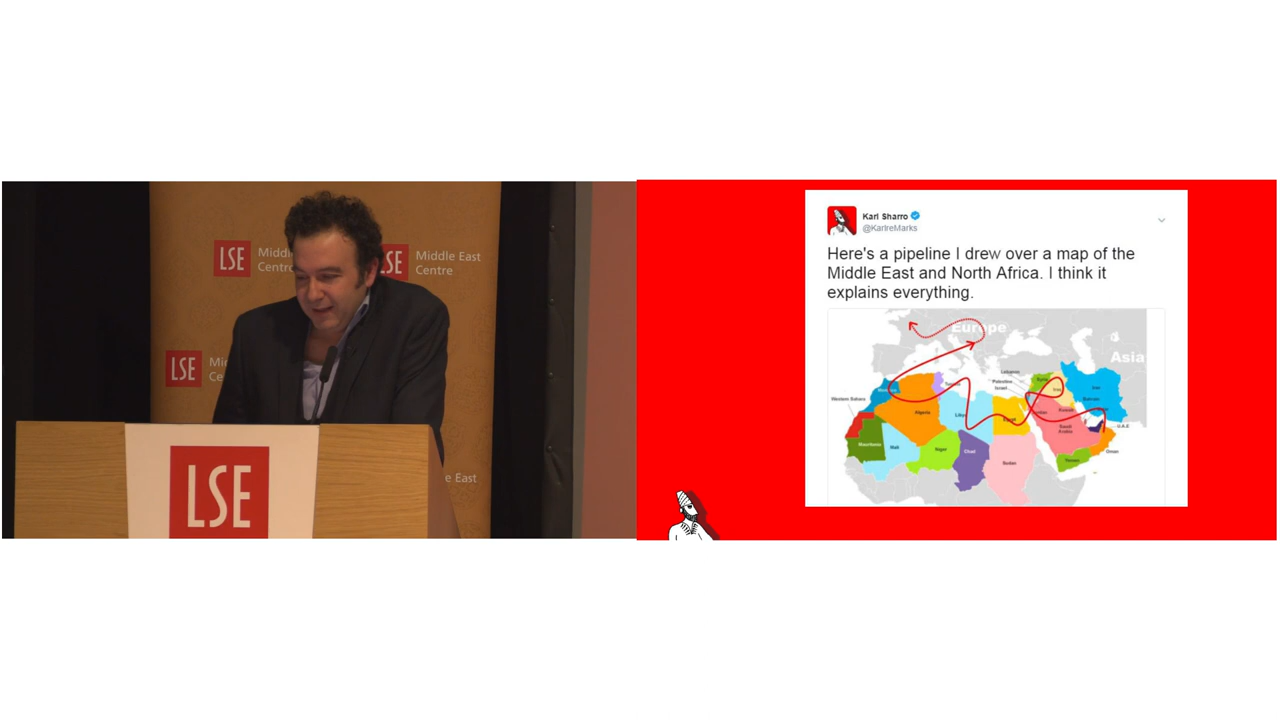 LSE
Middle East
Centre
LSE
Middle East
Centre
LSE
e East
LSE
Karl Sharro
@KarlreMarks
Here's a pipeline I drew over a map of the
Middle East and North Africa. I think it
explains everything.
Europe
Asia
Lebanon
Palestine
Israel
Syria
Iraq
Iran
Bahrain
Kuwait
Western Sahara
Algeria
Libya
Egypt
Saudi
Arabia
U.A.E
Oman
Mauritania
Mali
Niger
Chad
Sudan
Yemen